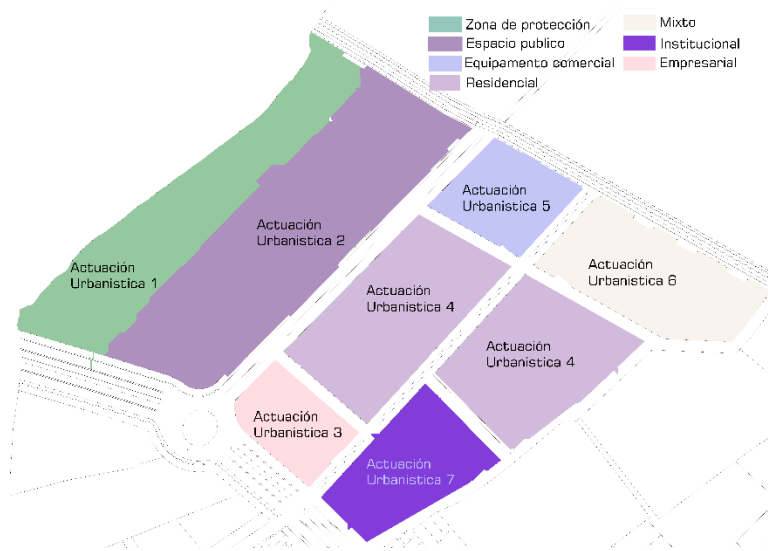 Zona de protección
Espacio publico
Equipamento comercial
Residencial
Mixto
Institucional
Empresarial
Actuación
Urbanistica 1
Actuación
Urbanistica 2
Actuación
Urbanistica 5
Actuación
Urbanistica 6
Actuación
Urbanistica 4
Actuación
Urbanistica 4
Actuación
Urbanistica 3
Actuación
Urbanistica 7